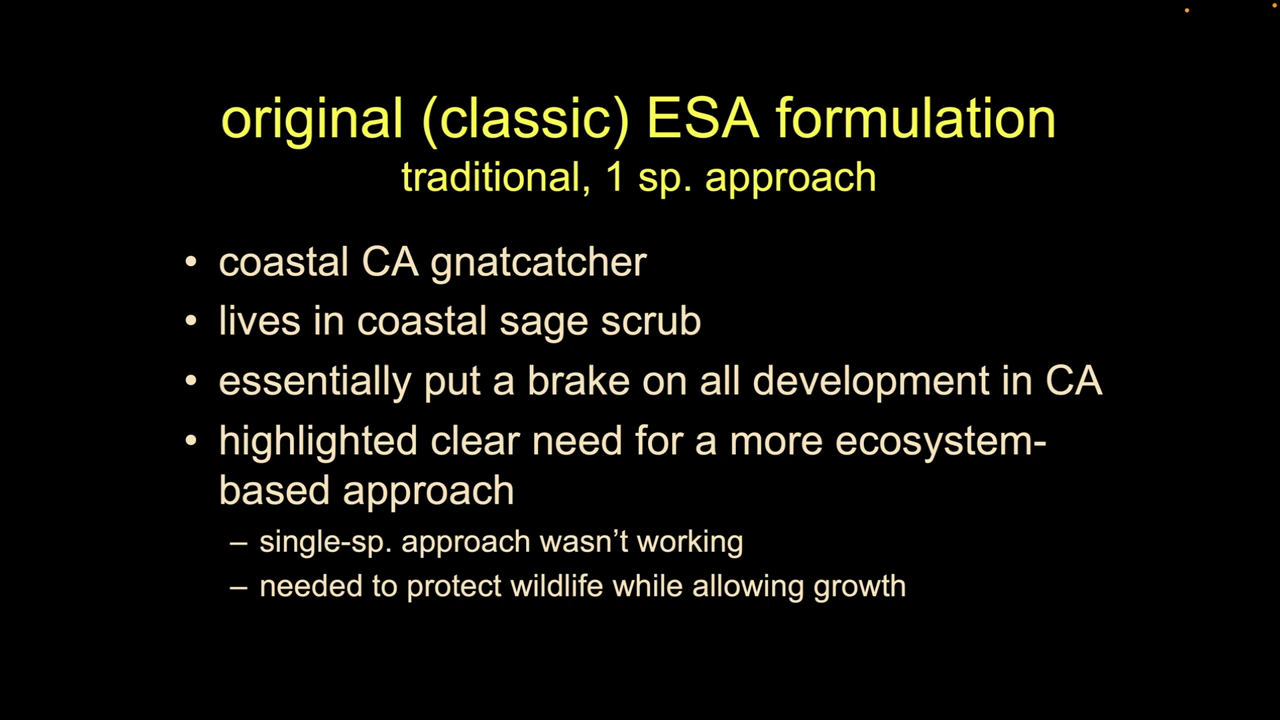 original (classic) ESA formulation
traditional, 1 sp. approach
• coastal CA gnatcatcher
• lives in coastal sage scrub
• essentially put a brake on all development in CA
• highlighted clear need for a more ecosystem-
based approach
– single-sp. approach wasn’t working
– needed to protect wildlife while allowing growth